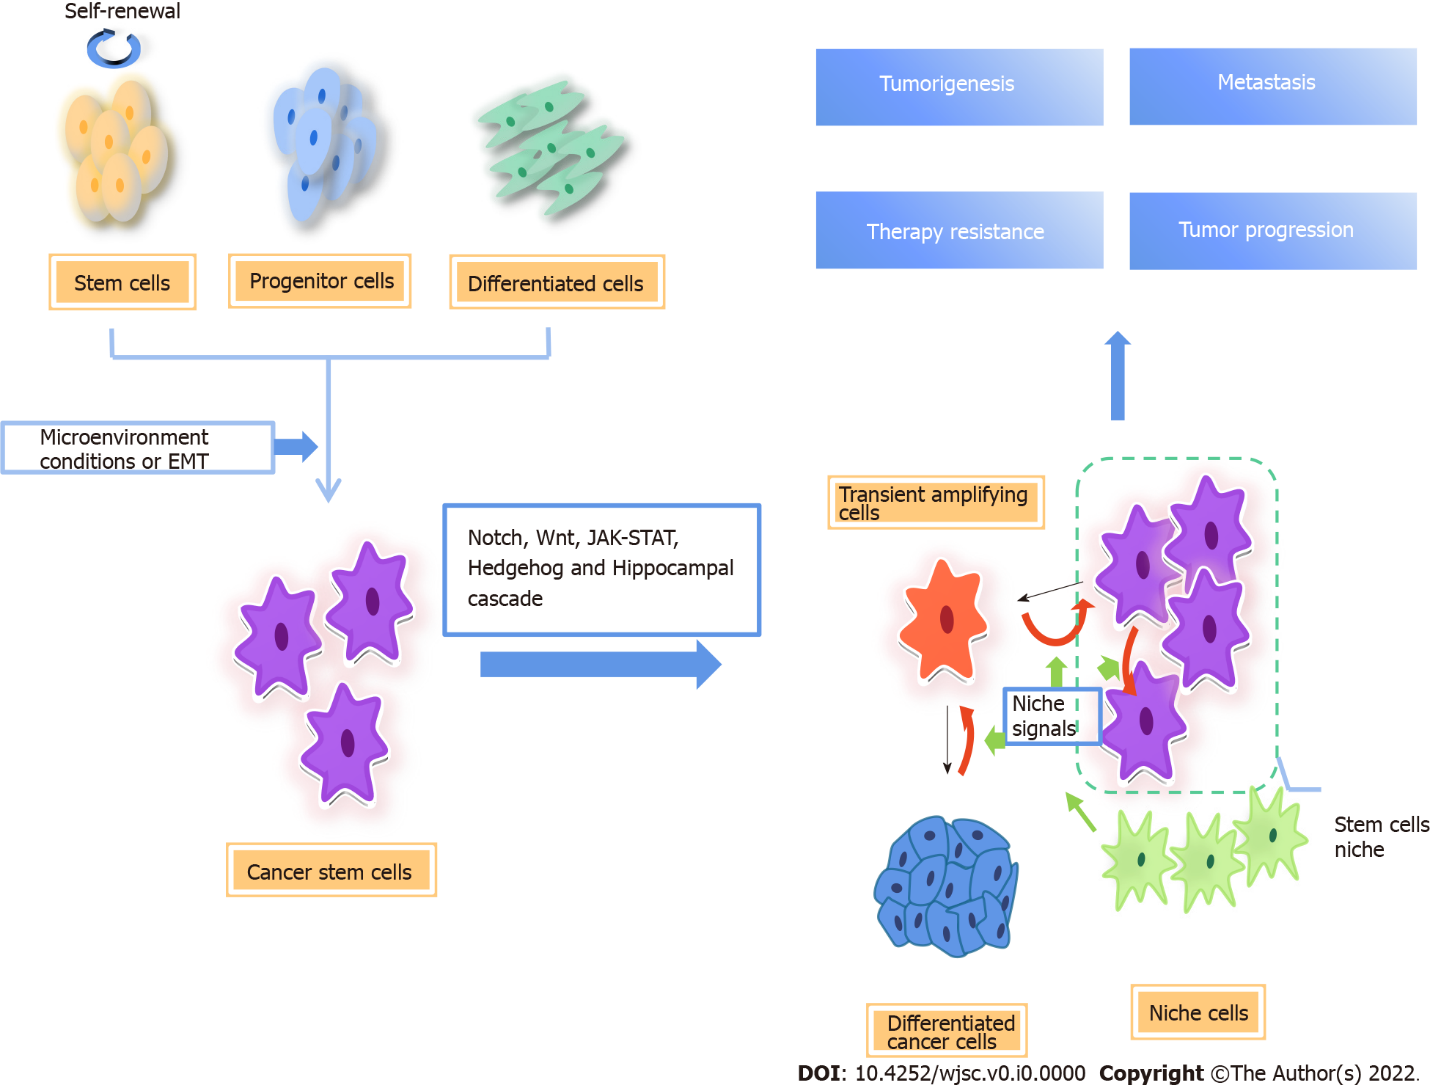 Self-renewal
Stem cells
Progenitor cells
Differentiated cells
Microenvironment
conditions or EMT
Cancer stem cells
Notch, Wnt, JAK-STAT,
Hedgehog and Hippocampal
cascade
Tumorigenesis
Metastasis
Therapy resistance
Tumor progression
Transient amplifying
cells
Niche
signals
Stem cells
niche
Differentiated
cancer cells
Niche cells
DOI: 10.4252/wjsc.v0.i0.0000 Copyright ©The Author(s) 2022.